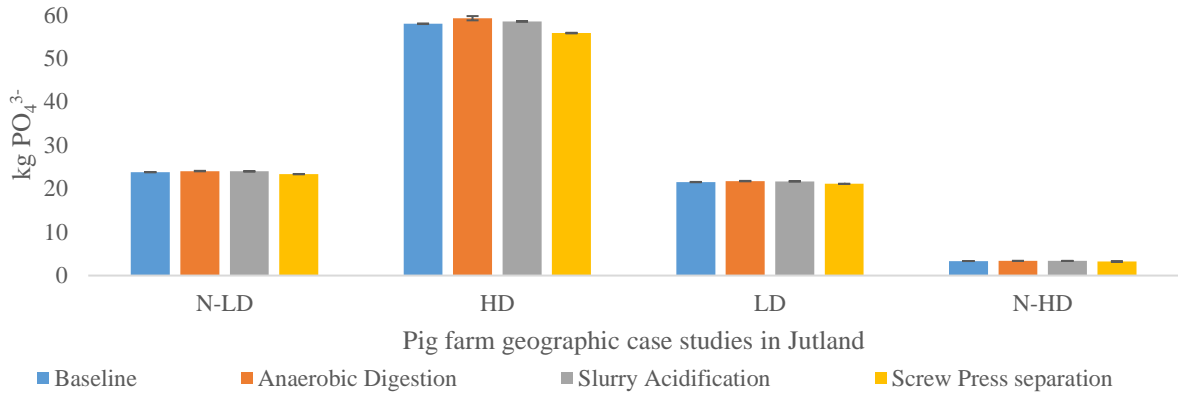 60
50
40
30
20
10
0
kg PO₄³⁻
N-LD HD LD N-HD
Pig farm geographic case studies in Jutland
Baseline Anaerobic Digestion Slurry Acidification Screw Press separation